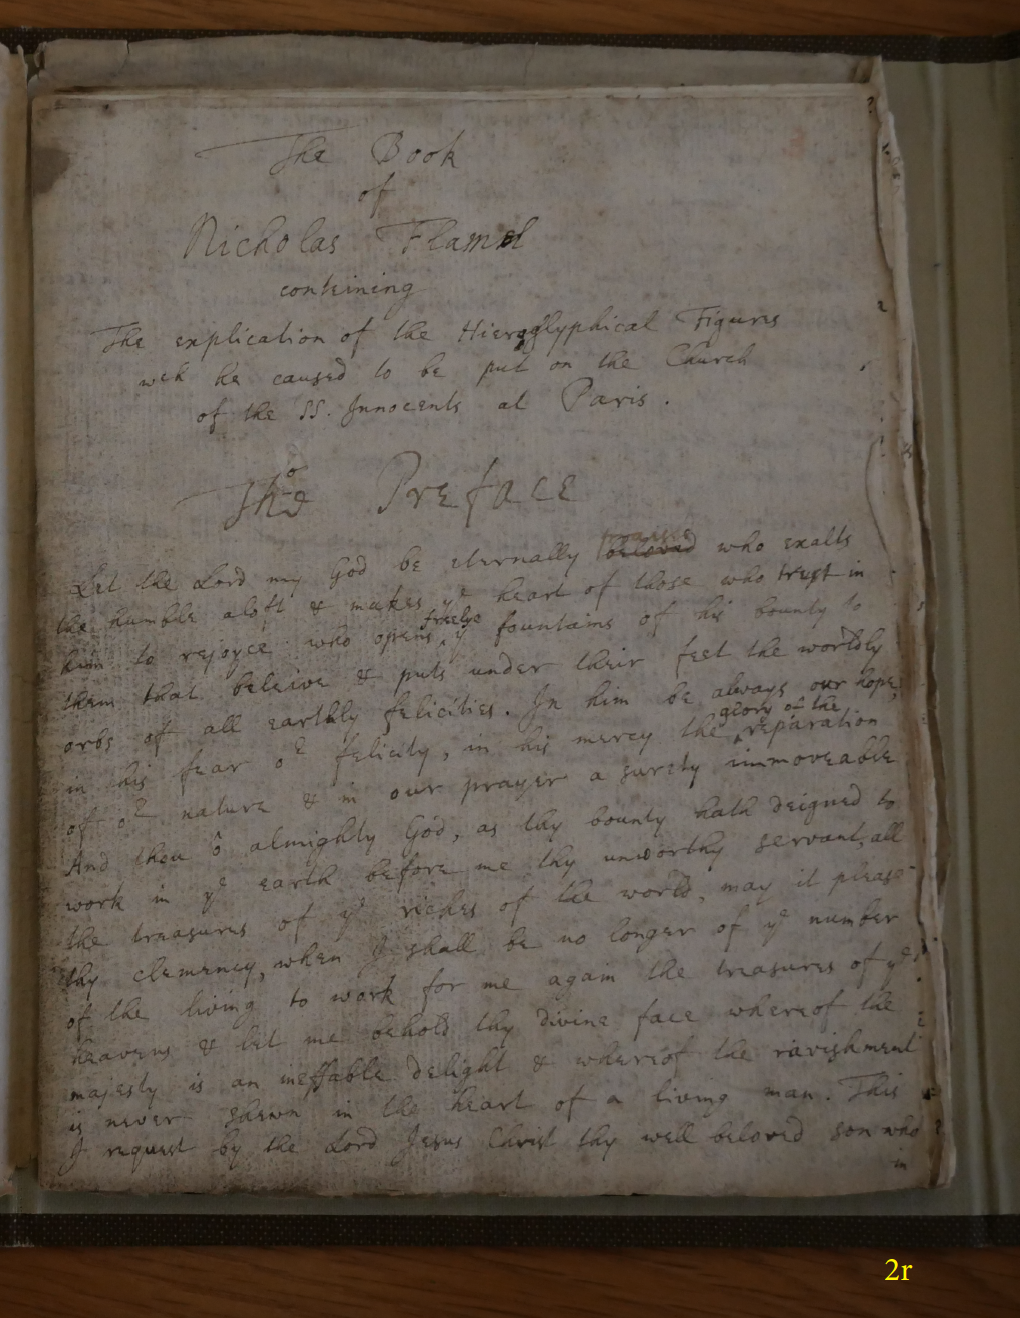 The Book
of
Nicholas Flamel
conteining
The explication of the Hieroglyphical Figures
wch he caused to be put on the Church
of the SS. Innocents at Paris.
The Preface
Let the Lord my God be eternally beloved who exalts
the humble aloft & makes ye heart of those who trust in
him to rejoyce who opens freely ye fountains of his bounty to
them that beleive & puts under their feet the worldly
orbs of all earthly felicities. In him be always our hope,
in his fear or felicity, in his mercy the glory of the reparation
of or nature & in our prayer a surety immoveable
And thou ô almighty God, as thy bounty hath deigned to
work in ye earth before me thy unworthy servant, all
the treasures of ye riches of the world, may it please
thy clemency, when I shall be no longer of ye number
of the living to work for me again the treasures of ye
heavens & let me behold thy divine face whereof the
majesty is an ineffable delight & whereof the ravishment
is never shewn in the heart of a living man. This
I request by the Lord Jesus Christ thy well beloved son who
in
2r